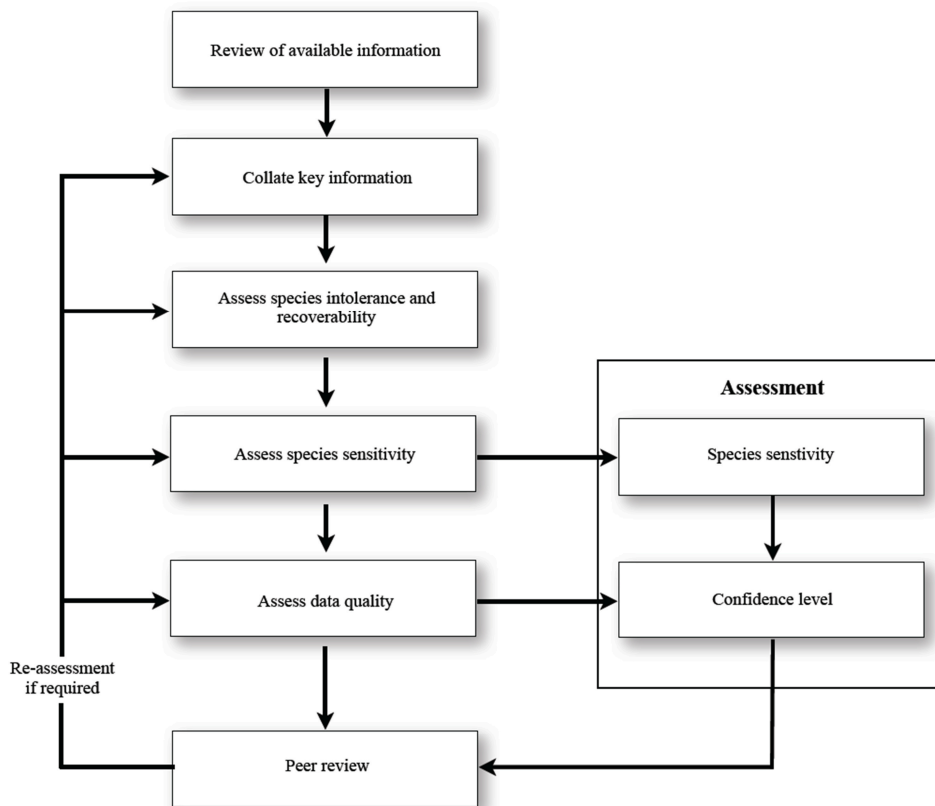 Review of available information
Collate key information
Assess species intolerance and
recoverability
Assessment
Assess species sensitivity
Species senstivity
Assess data quality
Confidence level
Re-assessment
if required
Peer review